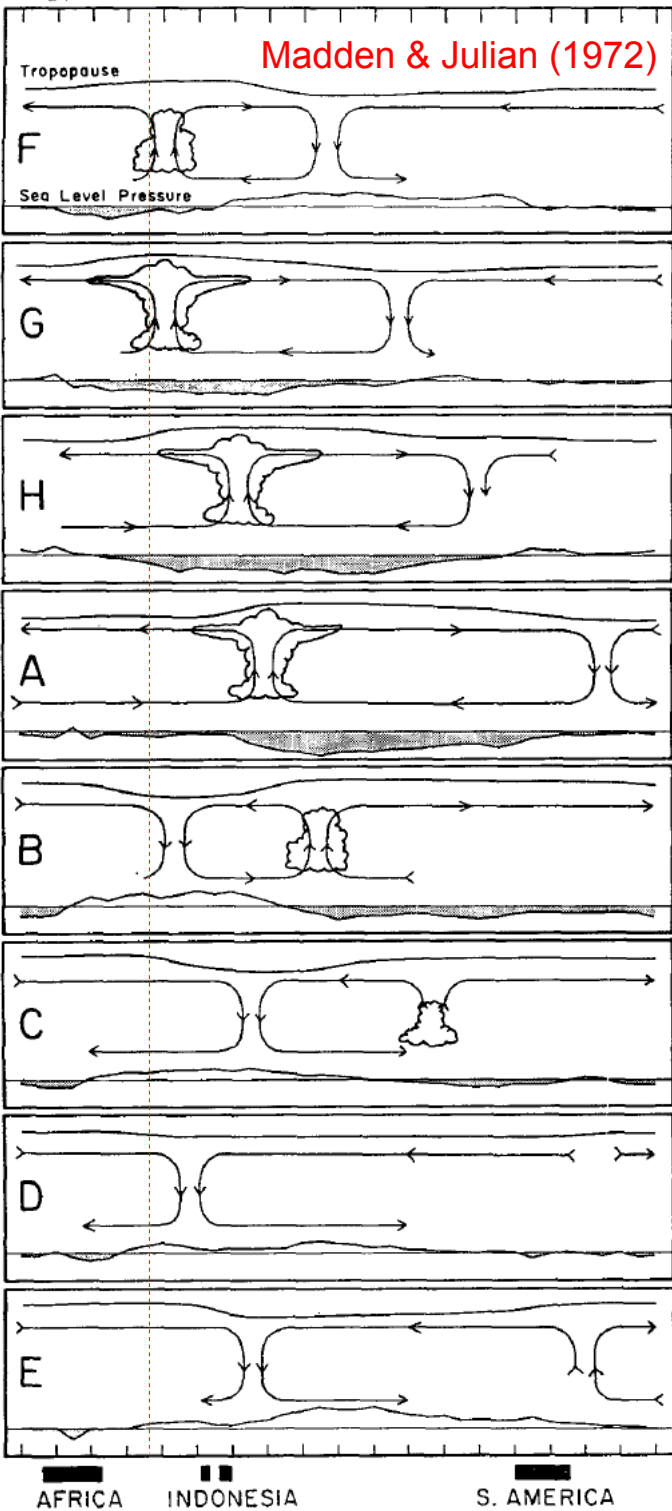 Madden & Julian (1972)
Tropopause
F
Sea Level Pressure
G
H
A
B
C
D
E
AFRICA INDONESIA S. AMERICA